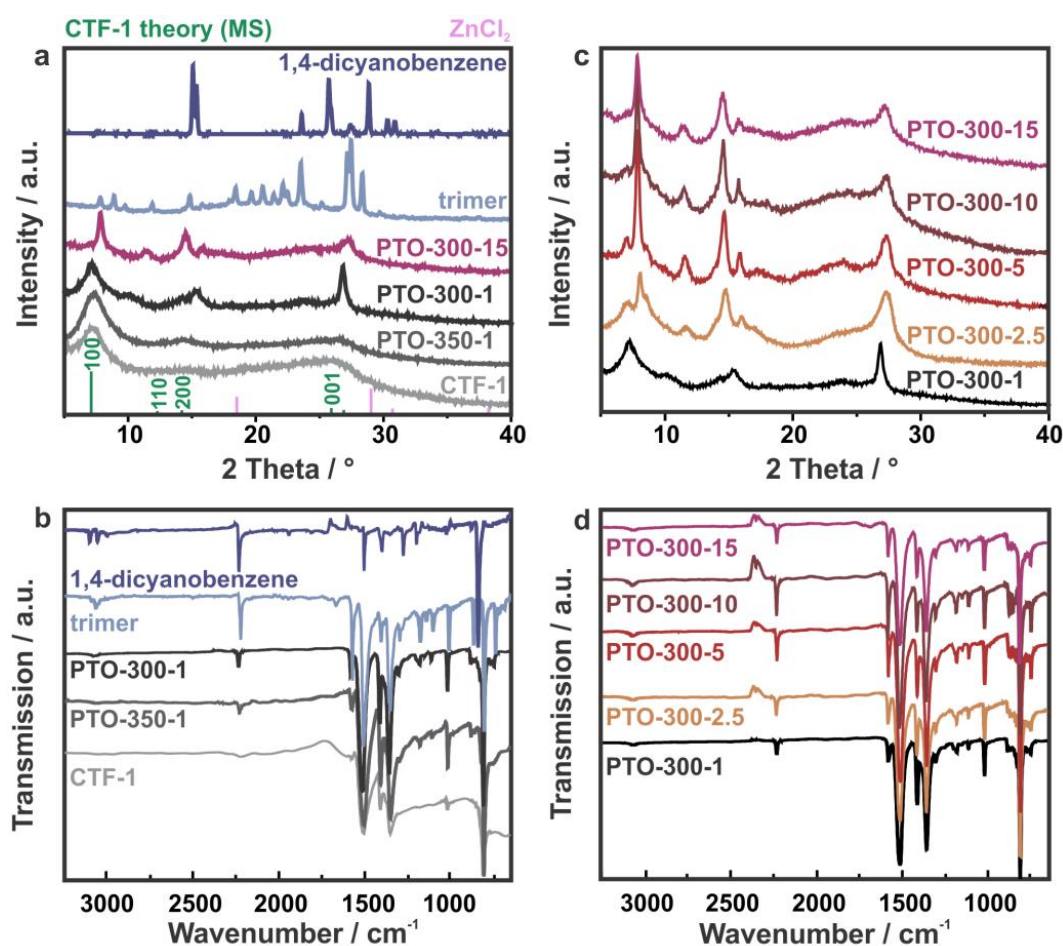 CTF-1 theory (MS) ZnCl₂
a
1,4-dicyanobenzene
trimer
PTO-300-15
PTO-300-1
PTO-350-1
CTF-1
100
110
200
001
10 20 30 40
2 Theta / °
Intensity / a.u.
c
PTO-300-15
PTO-300-10
PTO-300-5
PTO-300-2.5
PTO-300-1
10 20 30 40
2 Theta / °
Intensity / a.u.
b
1,4-dicyanobenzene
trimer
PTO-300-1
PTO-350-1
CTF-1
3000 2500 2000 1500 1000
Wavenumber / cm⁻¹
Transmission / a.u.
d
PTO-300-15
PTO-300-10
PTO-300-5
PTO-300-2.5
PTO-300-1
3000 2500 2000 1500 1000
Wavenumber / cm⁻¹
Transmission / a.u.